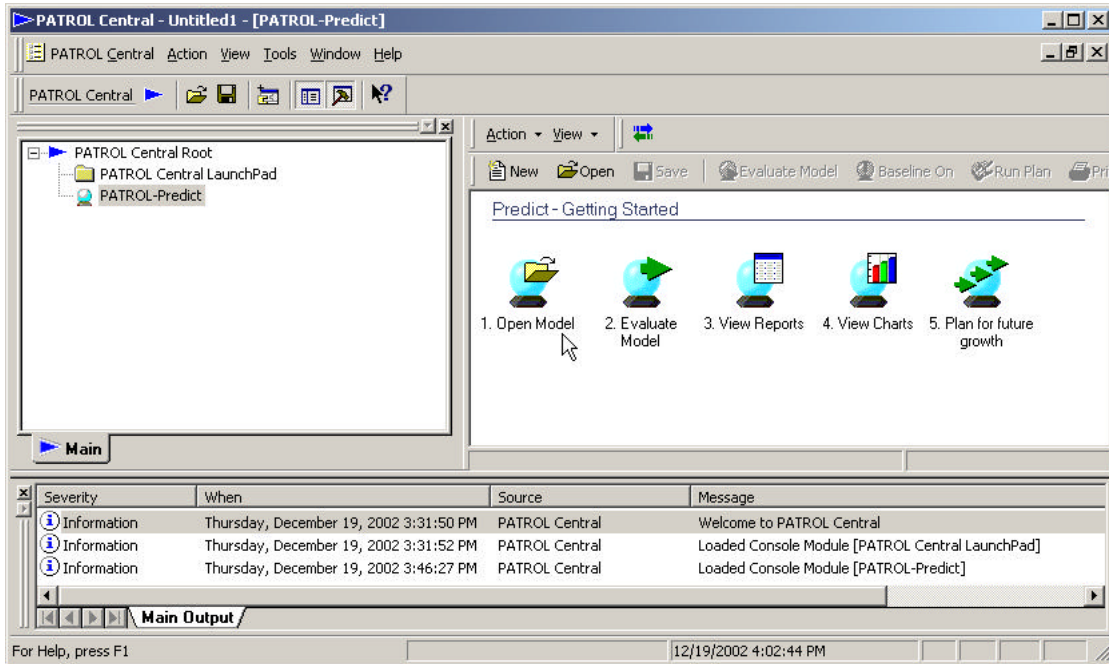 PATROL Central - Untitled1 - [PATROL-Predict]
PATROL Central Action View Tools Window Help
PATROL Central
PATROL Central Root
PATROL Central LaunchPad
PATROL-Predict
Main
Action View
New Open Save Evaluate Model Baseline On Run Plan Pri
Predict - Getting Started
1. Open Model
2. Evaluate
Model
3. View Reports
4. View Charts
5. Plan for future
growth
Severity When Source Message
Information Thursday, December 19, 2002 3:31:50 PM PATROL Central Welcome to PATROL Central
Information Thursday, December 19, 2002 3:31:52 PM PATROL Central Loaded Console Module [PATROL Central LaunchPad]
Information Thursday, December 19, 2002 3:46:27 PM PATROL Central Loaded Console Module [PATROL-Predict]
Main Output
For Help, press F1 12/19/2002 4:02:44 PM